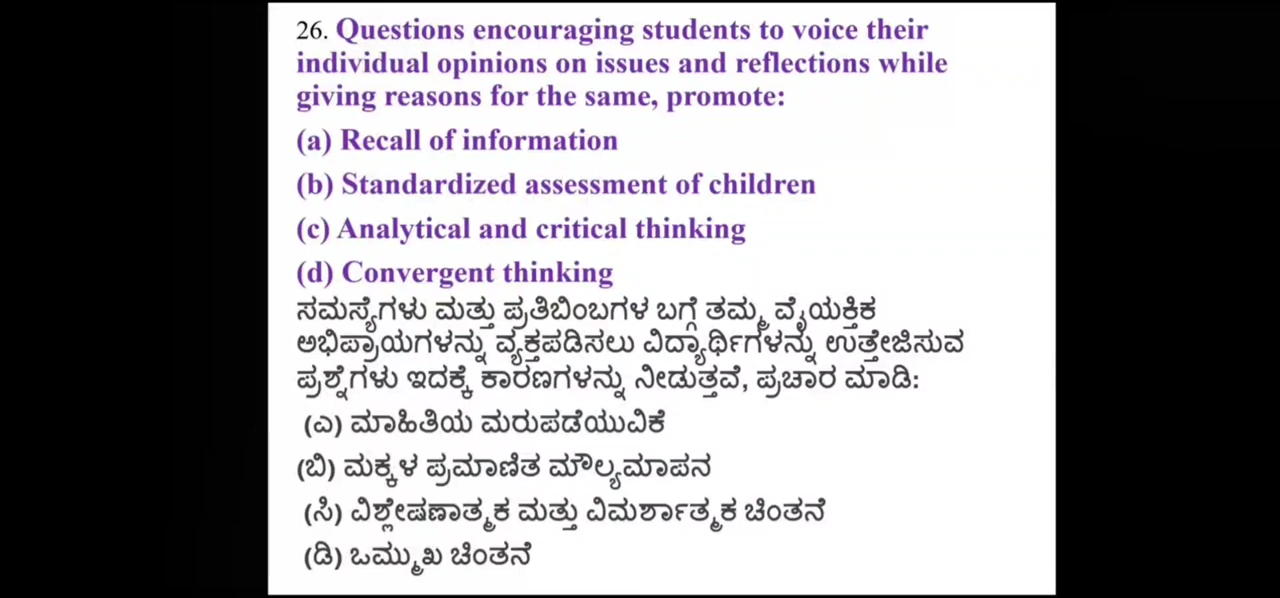 26. Questions encouraging students to voice their
individual opinions on issues and reflections while
giving reasons for the same, promote:
(a) Recall of information
(b) Standardized assessment of children
(c) Analytical and critical thinking
(d) Convergent thinking
ಸಮಸ್ಯೆಗಳು ಮತ್ತು ಪ್ರತಿಬಿಂಬಗಳ ಬಗ್ಗೆ ತಮ್ಮ ವೈಯಕ್ತಿಕ
ಅಭಿಪ್ರಾಯಗಳನ್ನು ವ್ಯಕ್ತಪಡಿಸಲು ವಿದ್ಯಾರ್ಥಿಗಳನ್ನು ಉತ್ತೇಜಿಸುವ
ಪ್ರಶ್ನೆಗಳು ಇದಕ್ಕೆ ಕಾರಣಗಳನ್ನು ನೀಡುತ್ತವೆ, ಪ್ರಚಾರ ಮಾಡಿ:
(ಎ) ಮಾಹಿತಿಯ ಮರುಪಡೆಯುವಿಕೆ
(ಬಿ) ಮಕ್ಕಳ ಪ್ರಮಾಣಿತ ಮೌಲ್ಯಮಾಪನ
(ಸಿ) ವಿಶ್ಲೇಷಣಾತ್ಮಕ ಮತ್ತು ವಿಮರ್ಶಾತ್ಮಕ ಚಿಂತನೆ
(ಡಿ) ಒಮ್ಮುಖ ಚಿಂತನೆ